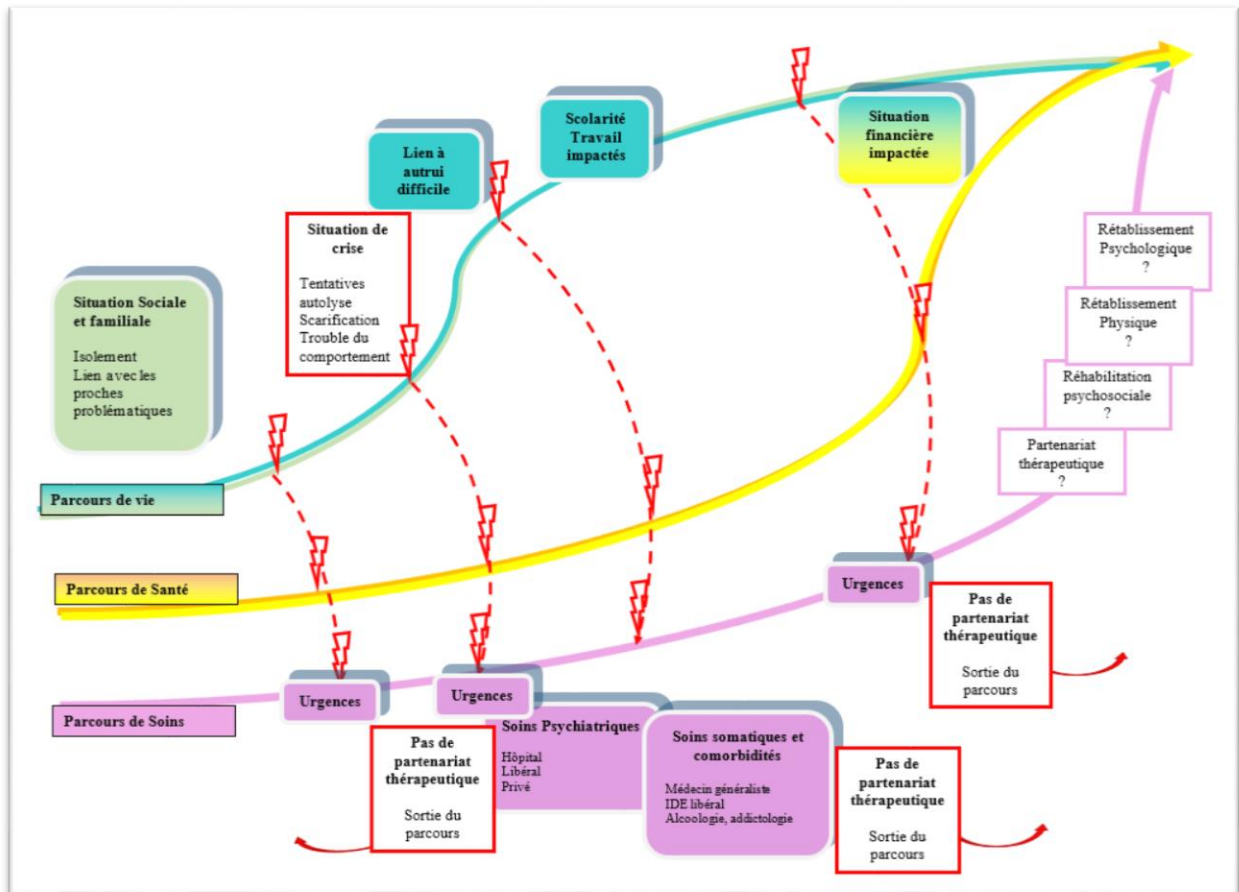 Scolarité
Travail
impactés
Situation
financière
impactée
Lien à
autrui
difficile
Situation de
crise
Tentatives
autolyse
Scarification
Trouble du
comportement
Situation Sociale
et familiale
Isolement
Lien avec les
proches
problématiques
Rétablissement
Psychologique
?
Rétablissement
Physique
?
Réhabilitation
psychosociale
?
Partenariat
thérapeutique
?
Parcours de vie
Parcours de Santé
Urgences
Pas de
partenariat
thérapeutique
Sortie du
parcours
Parcours de Soins
Urgences
Urgences
Soins Psychiatriques
Hôpital
Libéral
Privé
Soins somatiques et
comorbidités
Médecin généraliste
IDE libéral
Alcoologie, addictologie
Pas de
partenariat
thérapeutique
Sortie du
parcours
Pas de
partenariat
thérapeutique
Sortie du
parcours